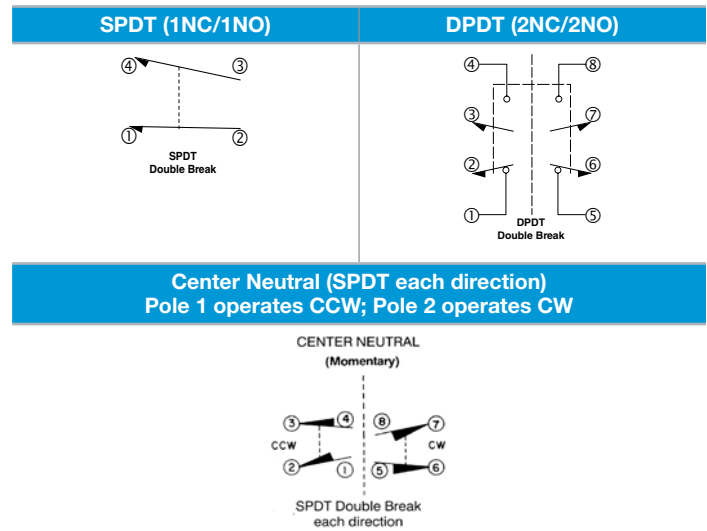 SPDT (1NC/1NO)
DPDT (2NC/2NO)
④ ③
① ②
SPDT
Double Break
④ ⑧
③ ⑦
② ⑥
① ⑤
DPDT
Double Break
Center Neutral (SPDT each direction)
Pole 1 operates CCW; Pole 2 operates CW
CENTER NEUTRAL
(Momentary)
③ ④ ⑧ ⑦
CCW CW
② ① ⑤ ⑥
SPDT Double Break
each direction